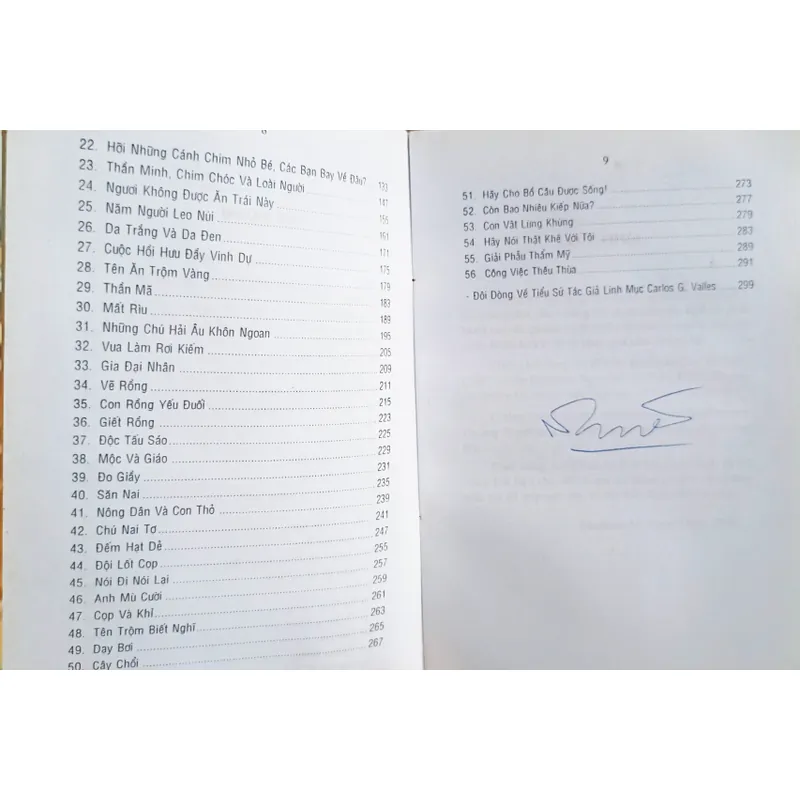 22. Hỡi Những Cánh Chim Nhỏ Bé, Các Bạn Bay Về Đâu?
23. Thần Minh, Chim Chóc Và Loài Người 147
24. Ngươi Không Được Ăn Trái Này 155
25. Năm Người Leo Núi 161
26. Da Trắng Và Da Đen 171
27. Cuộc Hồi Hưu Đầy Vinh Dự 175
28. Tên Ăn Trộm Vàng 179
29. Thần Mã 183
30. Mất Rìu 189
31. Những Chú Hải Âu Khôn Ngoan 195
32. Vua Làm Rơi Kiếm 205
33. Gia Đại Nhân 209
34. Vẽ Rồng 211
35. Con Rồng Yếu Đuối 215
36. Giết Rồng 223
37. Độc Tấu Sáo 225
38. Mộc Và Giáo 229
39. Đo Giầy 231
40. Săn Nai 235
41. Nông Dân Và Con Thỏ 239
42. Chú Nai Tơ 241
43. Đếm Hạt Dẻ 247
44. Đội Lốt Cọp 255
45. Nói Đi Nói Lại 257
46. Anh Mù Cười 259
47. Cọp Và Khỉ 261
48. Tên Trộm Biết Nghĩ 263
49. Dạy Bơi 265
50. Cây Chổi 267
9
51. Hãy Cho Bồ Câu Được Sống! 273
52. Còn Bao Nhiêu Kiếp Nữa? 277
53 Con Vật Lừng Khừng 279
54 Hãy Nói Thật Khẽ Với Tôi 283
55. Giải Phẫu Thẩm Mỹ 289
56 Công Việc Thêu Thùa 291
- Đôi Dòng Về Tiểu Sử Tác Giả Linh Mục Carlos G. Valles 299